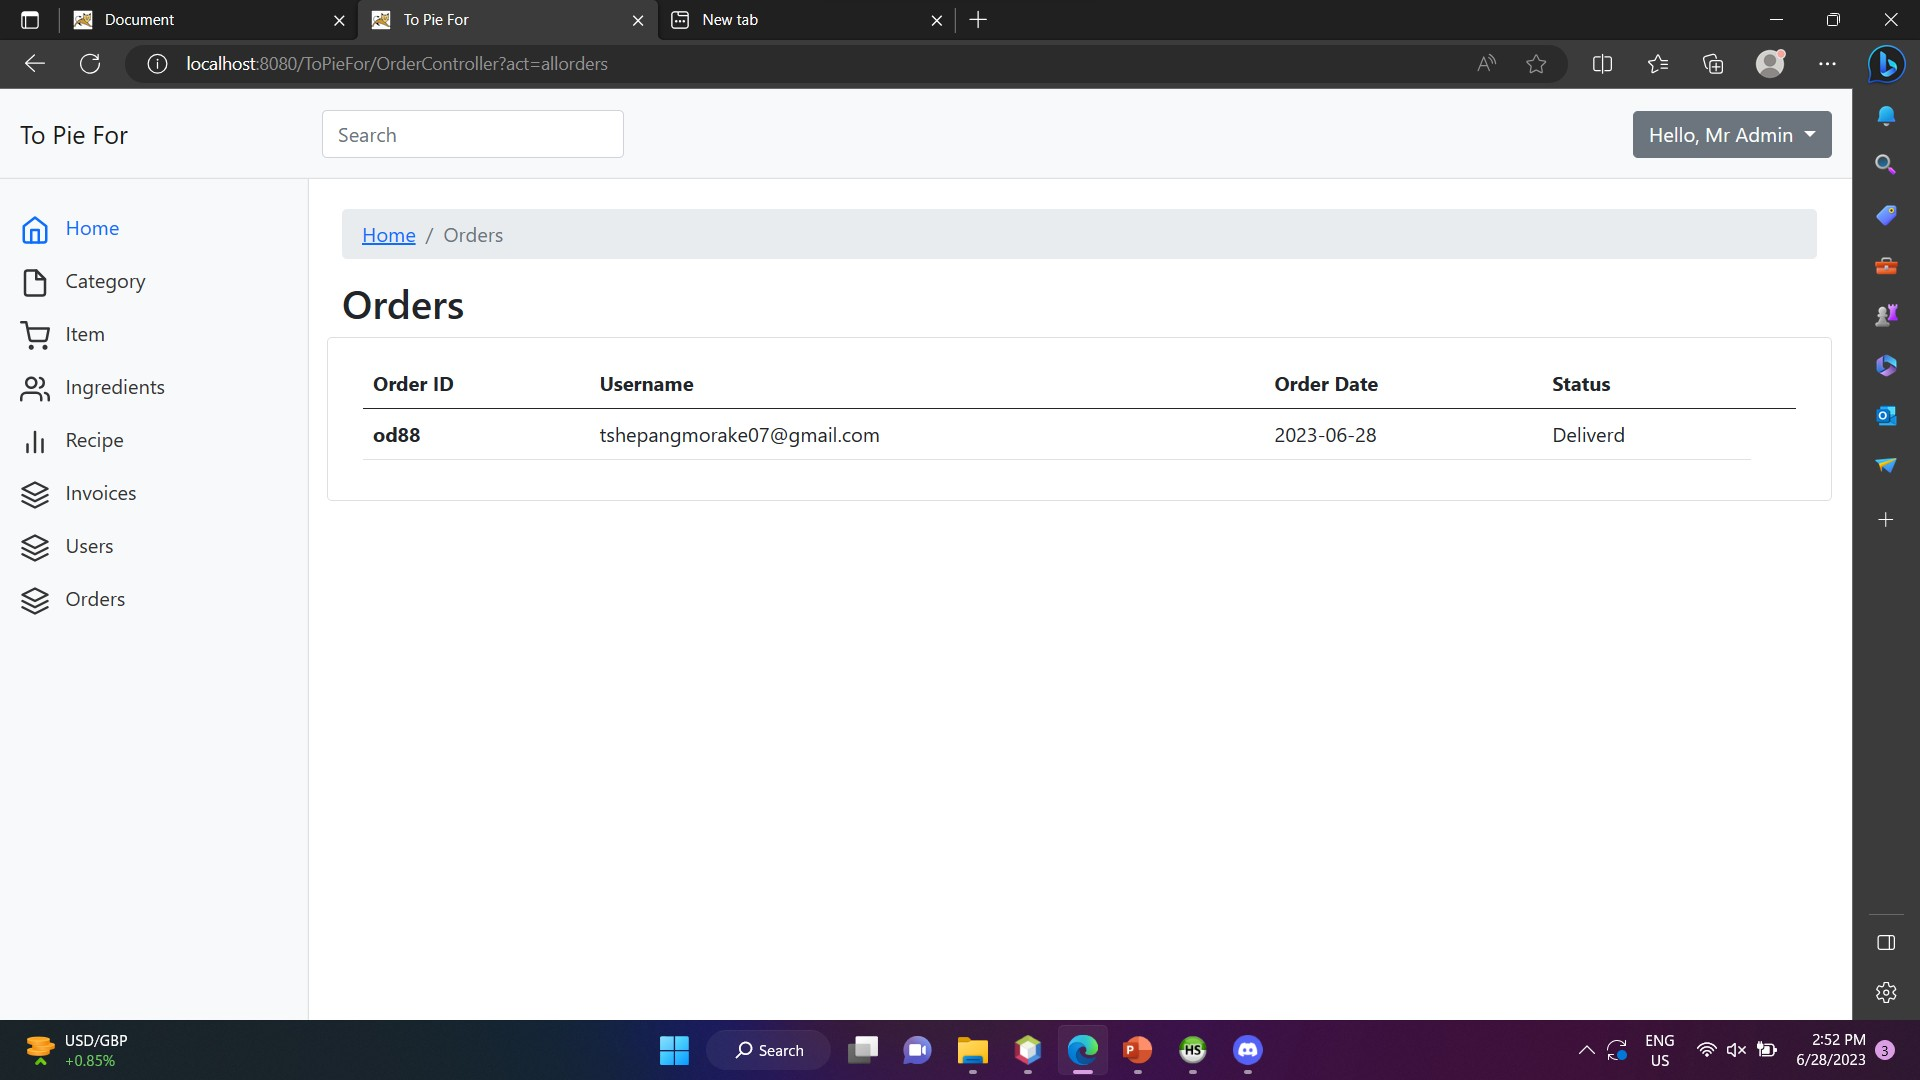 Document
To Pie For
New tab
localhost:8080/ToPieFor/OrderController?act=allorders
To Pie For
Search
Hello, Mr Admin
Home
Category
Item
Ingredients
Recipe
Invoices
Users
Orders
Home / Orders
Orders
Order ID Username Order Date Status
od88 tshepangmorake07@gmail.com 2023-06-28 Deliverd
USD/GBP
+0.85%
Search
HS
ENG
US
2:52 PM
6/28/2023
3